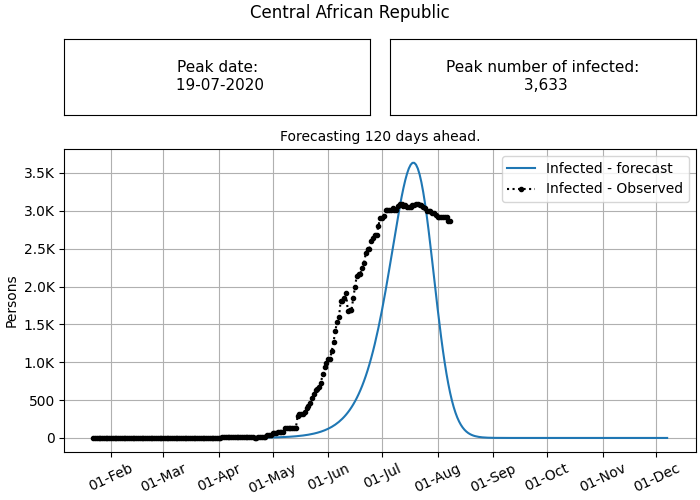 Central African Republic
Peak date:
19-07-2020
Peak number of infected:
3,633
Forecasting 120 days ahead.
Infected - forecast
Infected - Observed
3.5K
3.0K
2.5K
2.0K
1.5K
1.0K
500
0
Persons
01-Feb
01-Mar
01-Apr
01-May
01-Jun
01-Jul
01-Aug
01-Sep
01-Oct
01-Nov
01-Dec